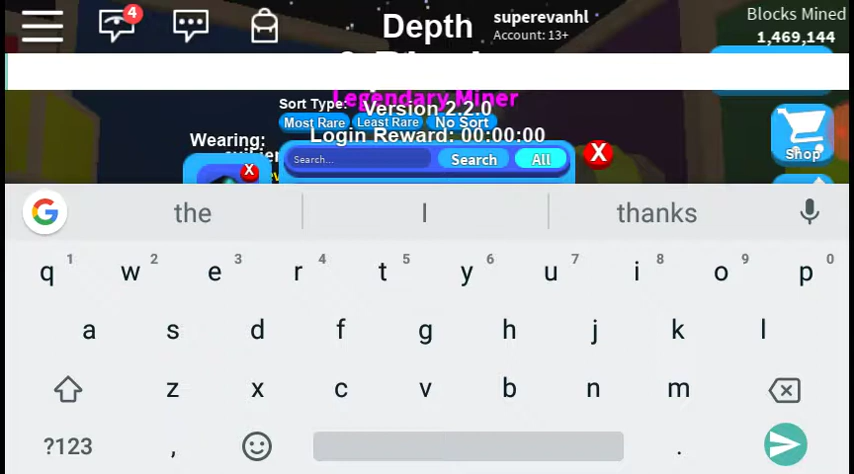 4
Depth
superevanhl
Account: 13+
Blocks Mined
1,469,144
Legendary Miner
Sort Type:
Version 2.2.0
Most Rare
Least Rare
No Sort
Login Reward: 00:00:00
Wearing:
X
Search...
Search
All
X
Shop
the
I
thanks
q 1 w 2 e 3 r 4 t 5 y 6 u 7 i 8 o 9 p 0
a s d f g h j k l
z x c v b n m
?123 , .